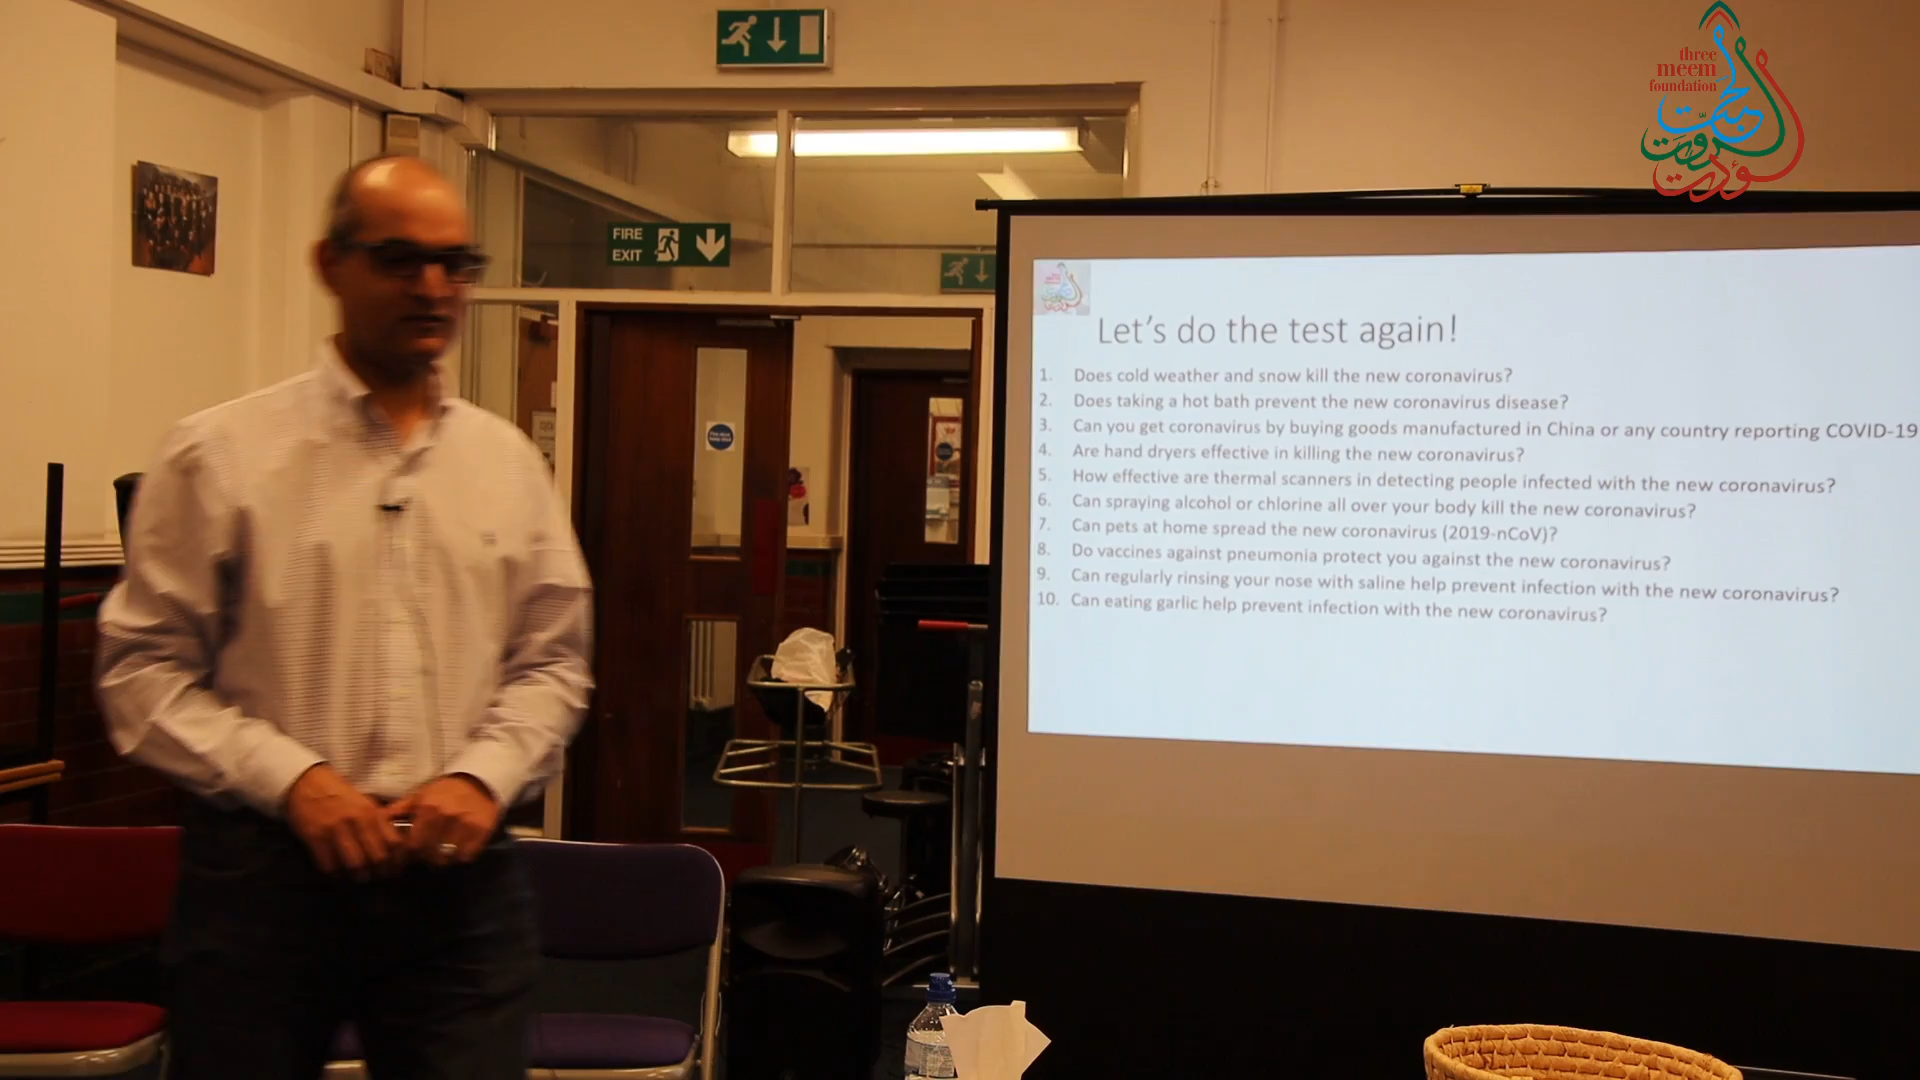 three
meem
foundation
المحبت
المروّت
المؤدت
FIRE
EXIT
Let's do the test again!
1. Does cold weather and snow kill the new coronavirus?
2. Does taking a hot bath prevent the new coronavirus disease?
3. Can you get coronavirus by buying goods manufactured in China or any country reporting COVID-19
4. Are hand dryers effective in killing the new coronavirus?
5. How effective are thermal scanners in detecting people infected with the new coronavirus?
6. Can spraying alcohol or chlorine all over your body kill the new coronavirus?
7. Can pets at home spread the new coronavirus (2019-nCoV)?
8. Do vaccines against pneumonia protect you against the new coronavirus?
9. Can regularly rinsing your nose with saline help prevent infection with the new coronavirus?
10. Can eating garlic help prevent infection with the new coronavirus?